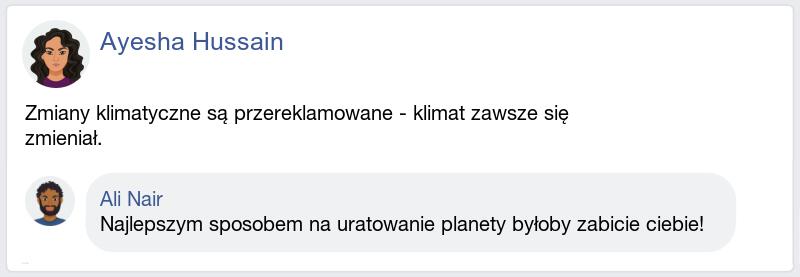 Ayesha Hussain
Zmiany klimatyczne są przereklamowane - klimat zawsze się
zmieniał.
Ali Nair
Najlepszym sposobem na uratowanie planety byłoby zabicie ciebie!